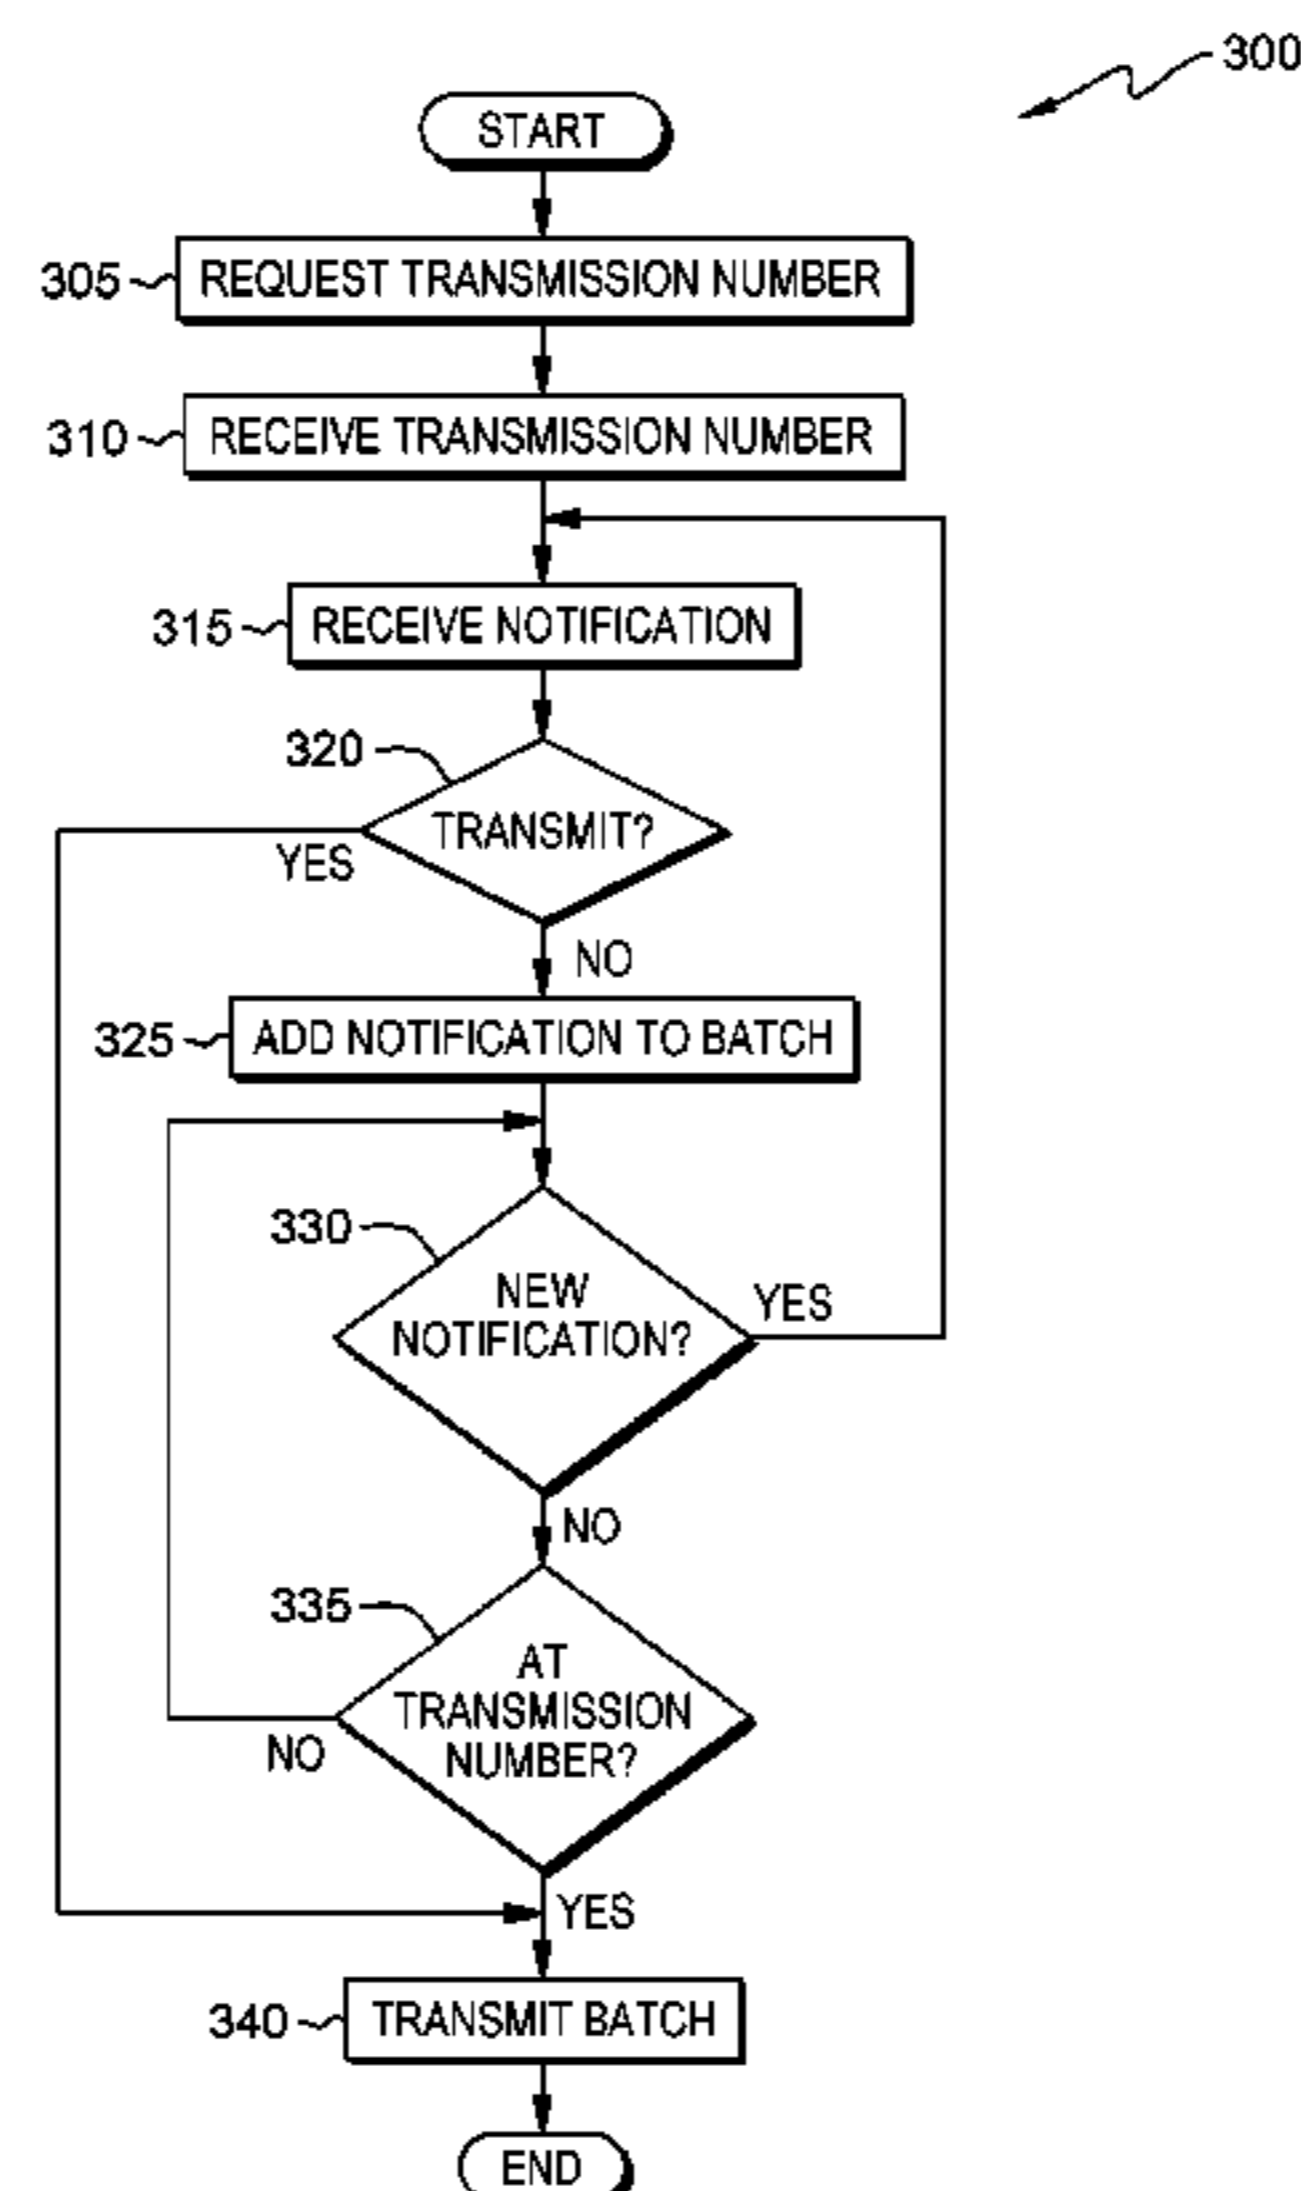 300
START
305
REQUEST TRANSMISSION NUMBER
310
RECEIVE TRANSMISSION NUMBER
315
RECEIVE NOTIFICATION
320
TRANSMIT?
YES
NO
325
ADD NOTIFICATION TO BATCH
330
NEW
NOTIFICATION?
YES
NO
335
AT
TRANSMISSION
NUMBER?
NO
YES
340
TRANSMIT BATCH
END